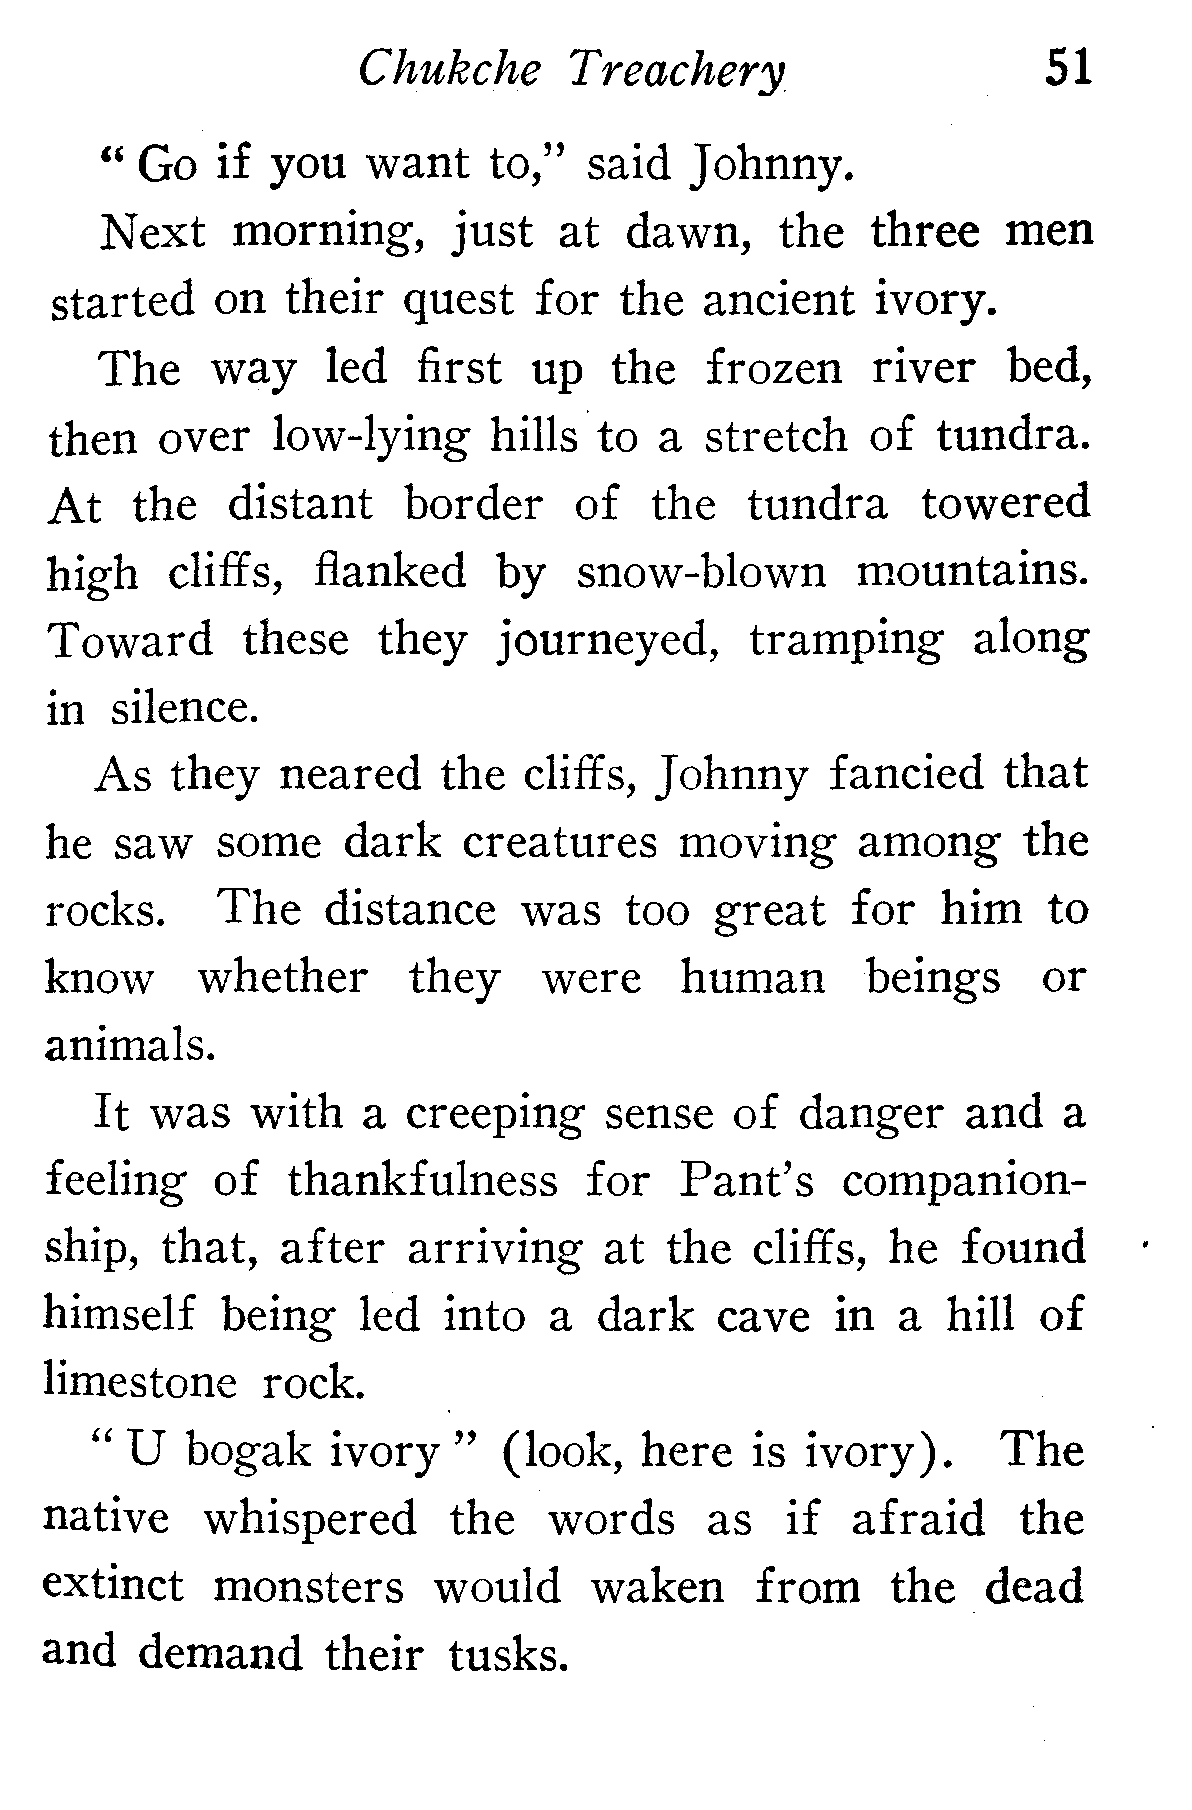 Chukche Treachery 51
“ Go if you want to,” said Johnny.
Next morning, just at dawn, the three men
started on their quest for the ancient ivory.
The way led first up the frozen river bed,
then over low-lying hills to a stretch of tundra.
At the distant border of the tundra towered
high cliffs, flanked by snow-blown mountains.
Toward these they journeyed, tramping along
in silence.
As they neared the cliffs, Johnny fancied that
he saw some dark creatures moving among the
rocks. The distance was too great for him to
know whether they were human beings or
animals.
It was with a creeping sense of danger and a
feeling of thankfulness for Pant’s companion-
ship, that, after arriving at the cliffs, he found
himself being led into a dark cave in a hill of
limestone rock.
“ U bogak ivory ” (look, here is ivory). The
native whispered the words as if afraid the
extinct monsters would waken from the dead
and demand their tusks.